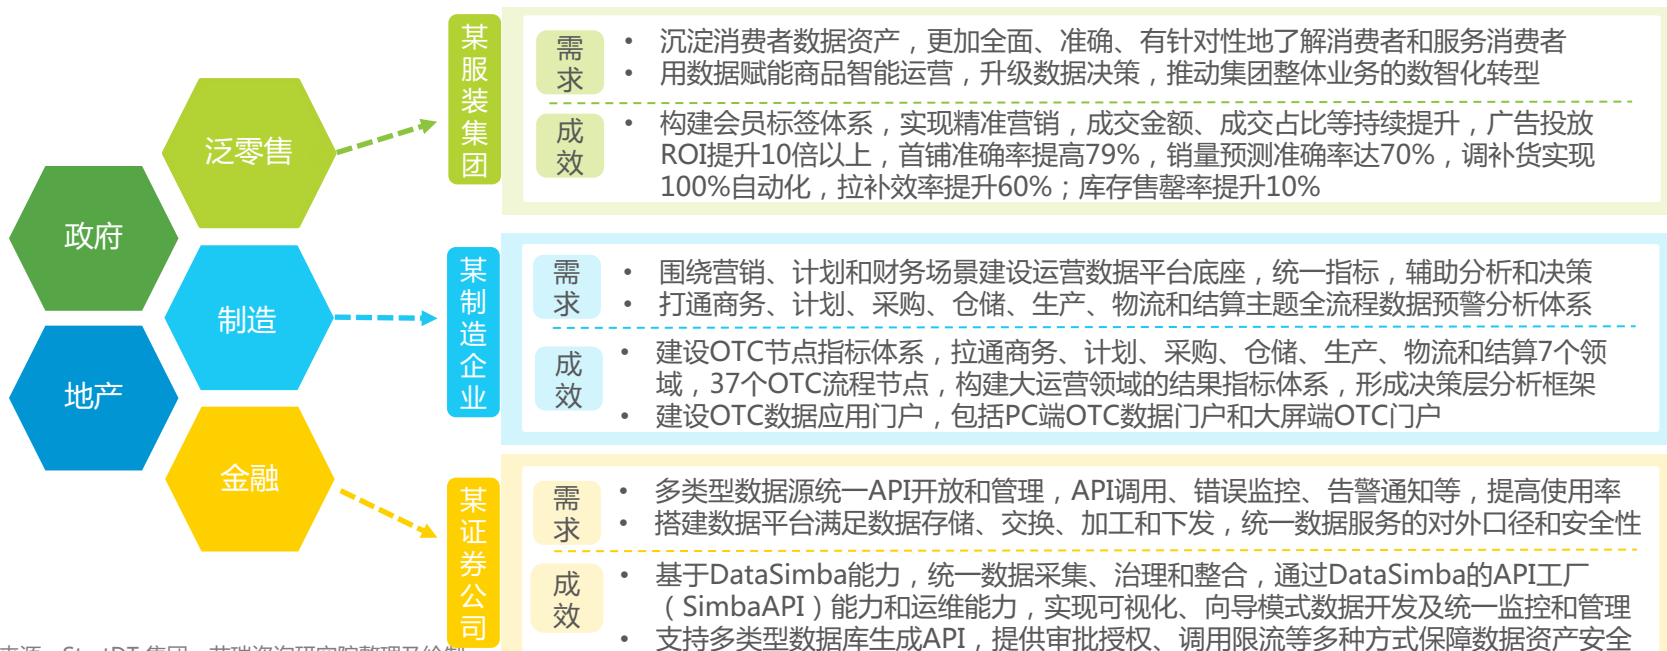 泛零售
政府
制造
地产
金融
某服装集团
需求
• 沉淀消费者数据资产，更加全面、准确、有针对性地了解消费者和服务消费者
• 用数据赋能商品智能运营，升级数据决策，推动集团整体业务的数智化转型
成效
• 构建会员标签体系，实现精准营销，成交金额、成交占比等持续提升，广告投放
ROI提升10倍以上，首铺准确率提高79%，销量预测准确率达70%，调补货实现
100%自动化，拉补效率提升60%；库存售罄率提升10%
某制造企业
需求
• 围绕营销、计划和财务场景建设运营数据平台底座，统一指标，辅助分析和决策
• 打通商务、计划、采购、仓储、生产、物流和结算主题全流程数据预警分析体系
成效
• 建设OTC节点指标体系，拉通商务、计划、采购、仓储、生产、物流和结算7个领
域，37个OTC流程节点，构建大运营领域的结果指标体系，形成决策层分析框架
• 建设OTC数据应用门户，包括PC端OTC数据门户和大屏端OTC门户
某证券公司
需求
• 多类型数据源统一API开放和管理，API调用、错误监控、告警通知等，提高使用率
• 搭建数据平台满足数据存储、交换、加工和下发，统一数据服务的对外口径和安全性
成效
• 基于DataSimba能力，统一数据采集、治理和整合，通过DataSimba的API工厂
（SimbaAPI）能力和运维能力，实现可视化、向导模式数据开发及统一监控和管理
• 支持多类型数据库生成API，提供审批授权、调用限流等多种方式保障数据资产安全